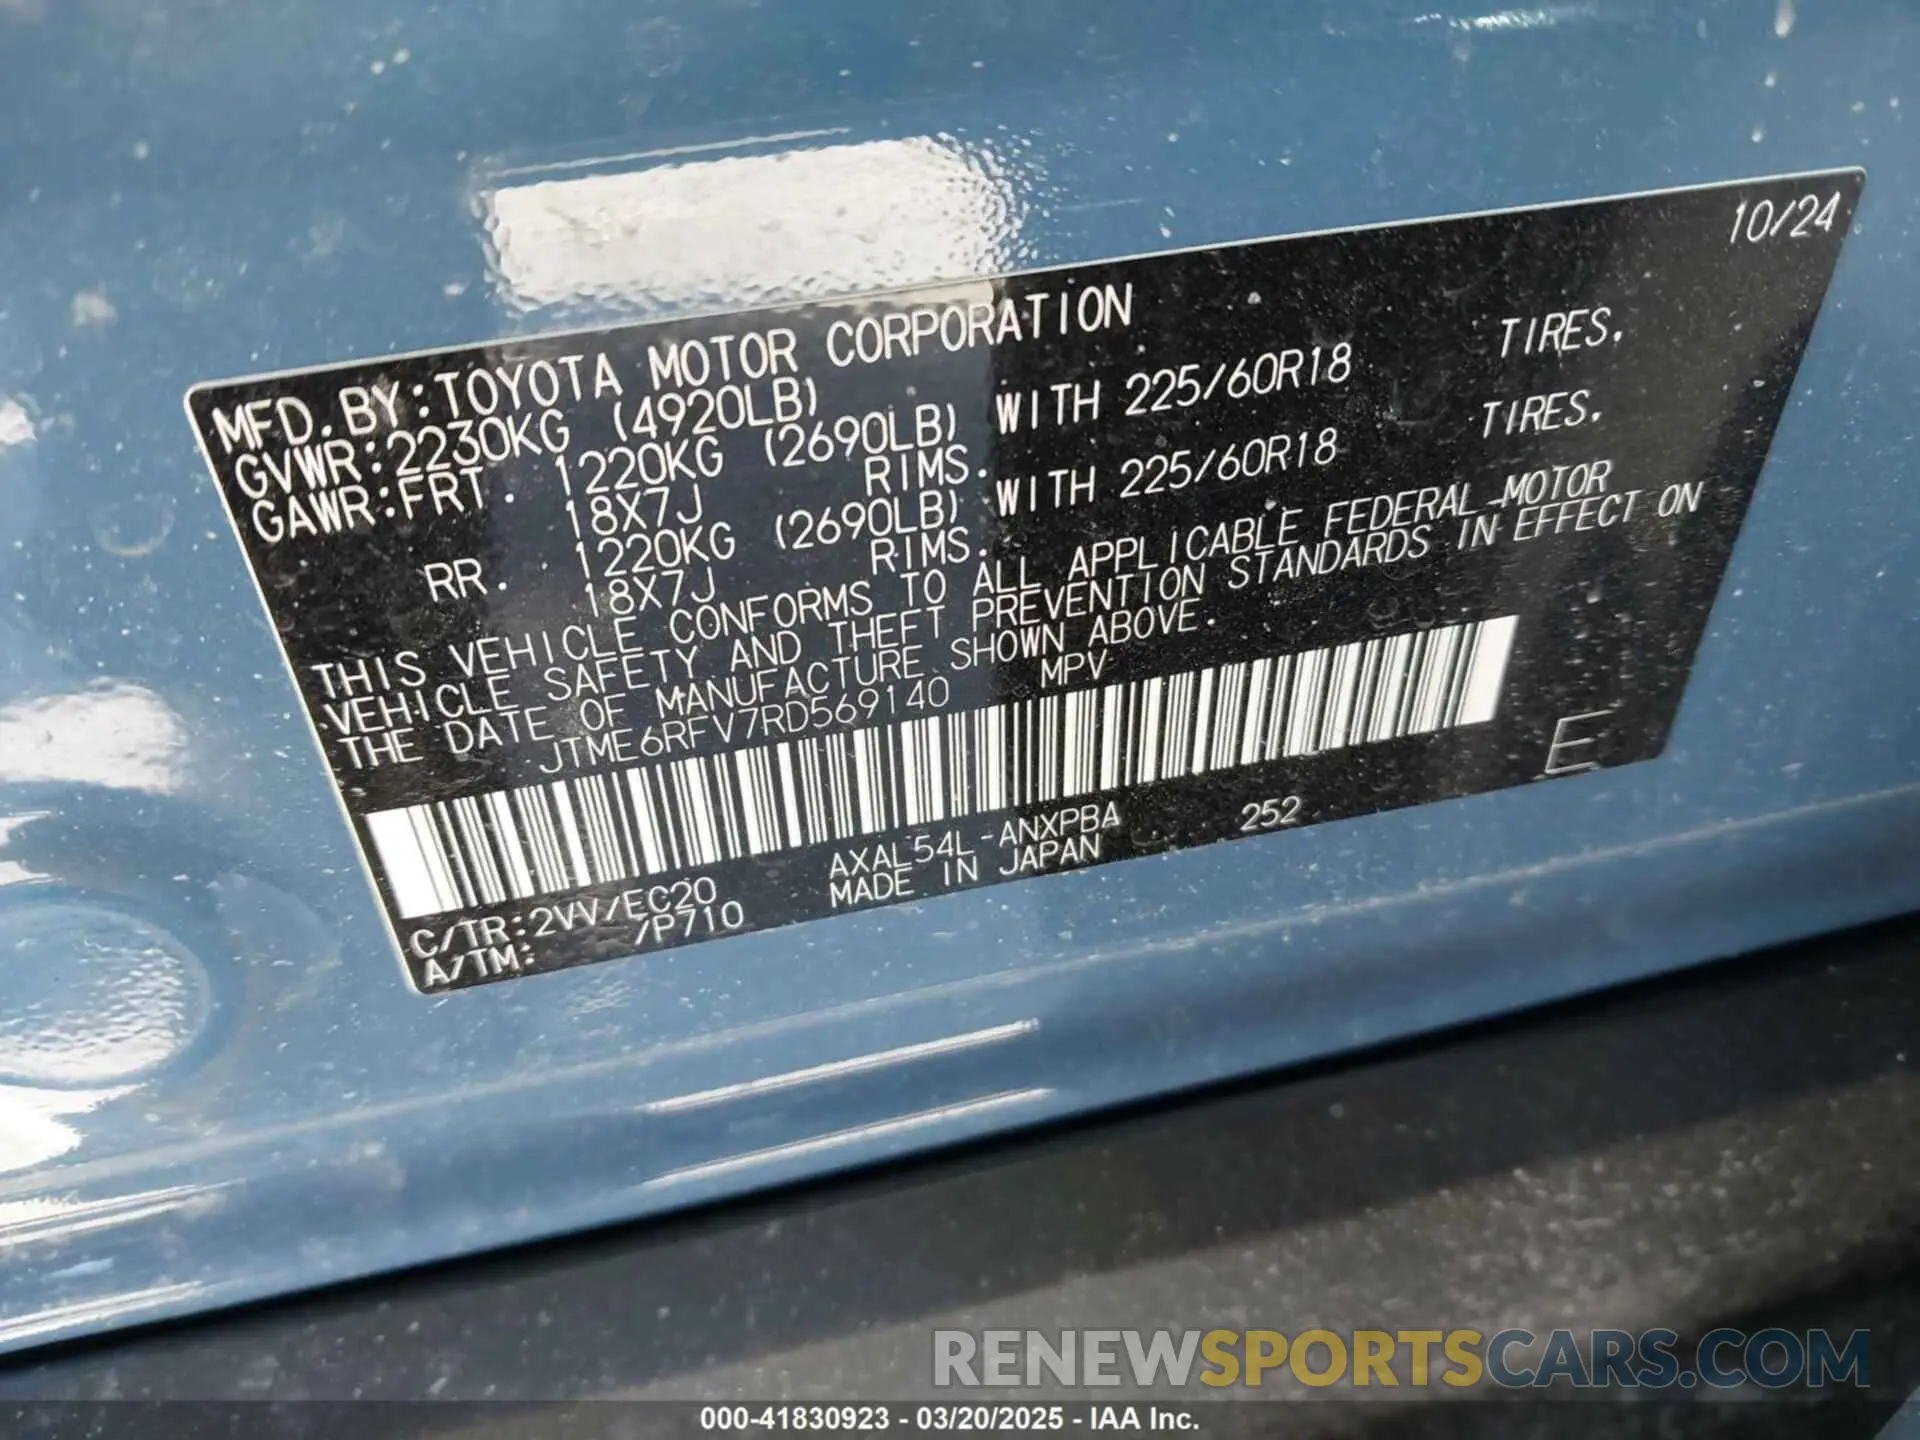 10/24
MFD.BY:TOYOTA MOTOR CORPORATION
GVWR:2230KG (4920LB)
GAWR:FRT. 1220KG (2690LB) WITH 225/60R18 TIRES.
18X7J RIMS.
RR. 1220KG (2690LB) WITH 225/60R18 TIRES.
18X7J RIMS.
THIS VEHICLE CONFORMS TO ALL APPLICABLE FEDERAL MOTOR
VEHICLE SAFETY AND THEFT PREVENTION STANDARDS IN EFFECT ON
THE DATE OF MANUFACTURE SHOWN ABOVE.
JTME6RFV7RD569140 MPV
E
C/TR:2VV/EC20 AXAL54L-ANXPBA 252
A/TM: /P710 MADE IN JAPAN
RENEWSPORTSCARS.COM
000-41830923 - 03/20/2025 - IAA Inc.